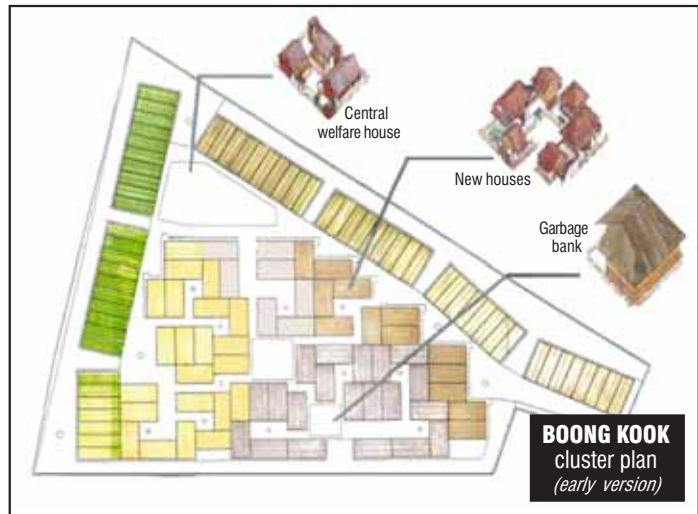 Central
welfare house
New houses
Garbage
bank
BOONG KOOK
cluster plan
(early version)